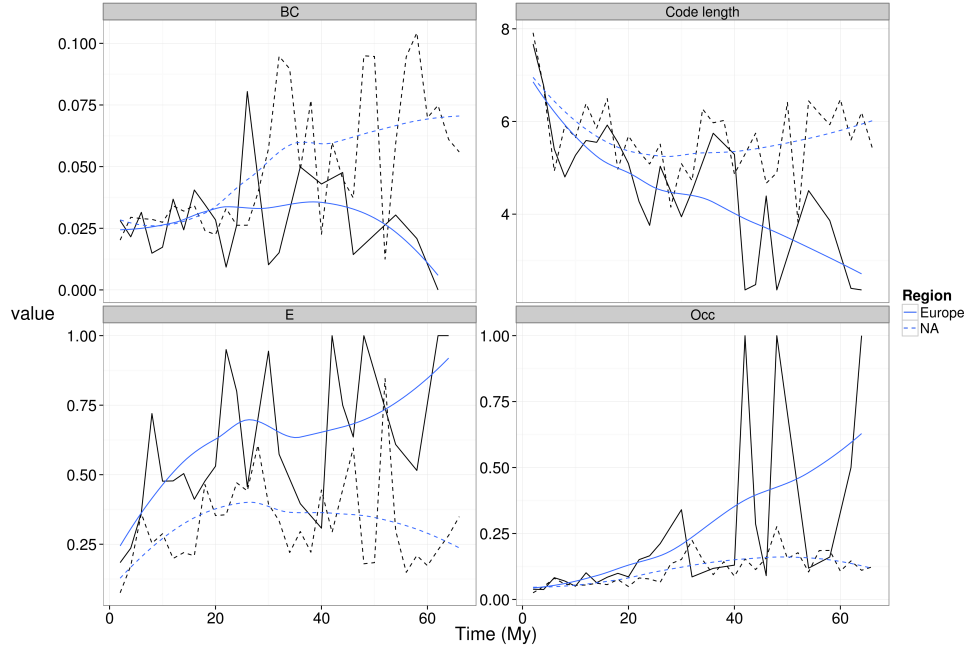 BC
Code length
0.100
0.075
0.050
0.025
0.000
8
6
4
value
E
Occ
1.00
0.75
0.50
0.25
1.00
0.75
0.50
0.25
0.00
0 20 40 60
0 20 40 60
Time (My)
Region
Europe
NA